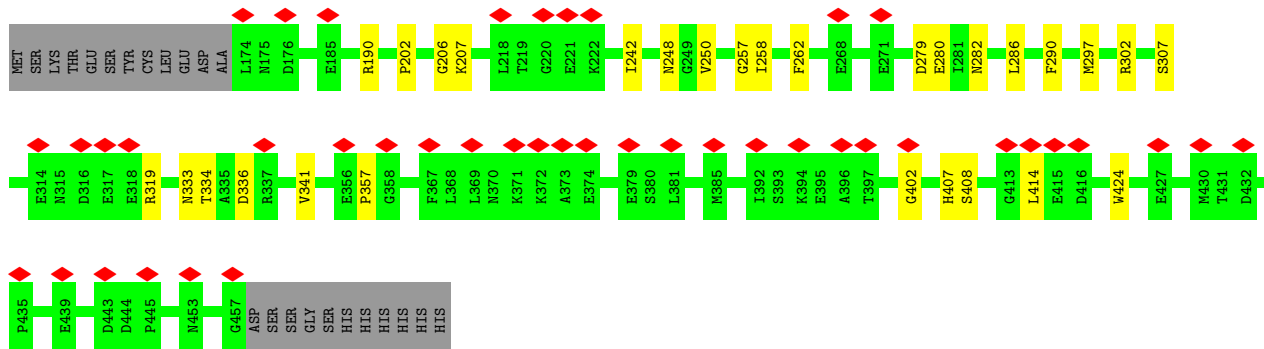 MET SER LYS THR GLU SER TYR CYS LEU GLU ASP ALA L174 N175 D176 E185 R190 P202 G206 K207 L218 T219 G220 E221 K222 I242 N248 G249 V250 G257 I258 F262 E268 E271 D279 E280 I281 N282 L286 F290 M297 R302 S307
E314 N315 D316 E317 E318 R319 N333 T334 A335 D336 R337 V341 E356 P357 G358 F367 L368 L369 N370 K371 K372 A373 E374 E379 S380 L381 M385 I392 S393 K394 E395 A396 T397 G402 H407 S408 G413 L414 E415 D416 W424 E427 M430 T431 D432
P435 E439 D443 D444 P445 N453 G457 ASP SER SER GLY SER HIS HIS HIS HIS HIS HIS